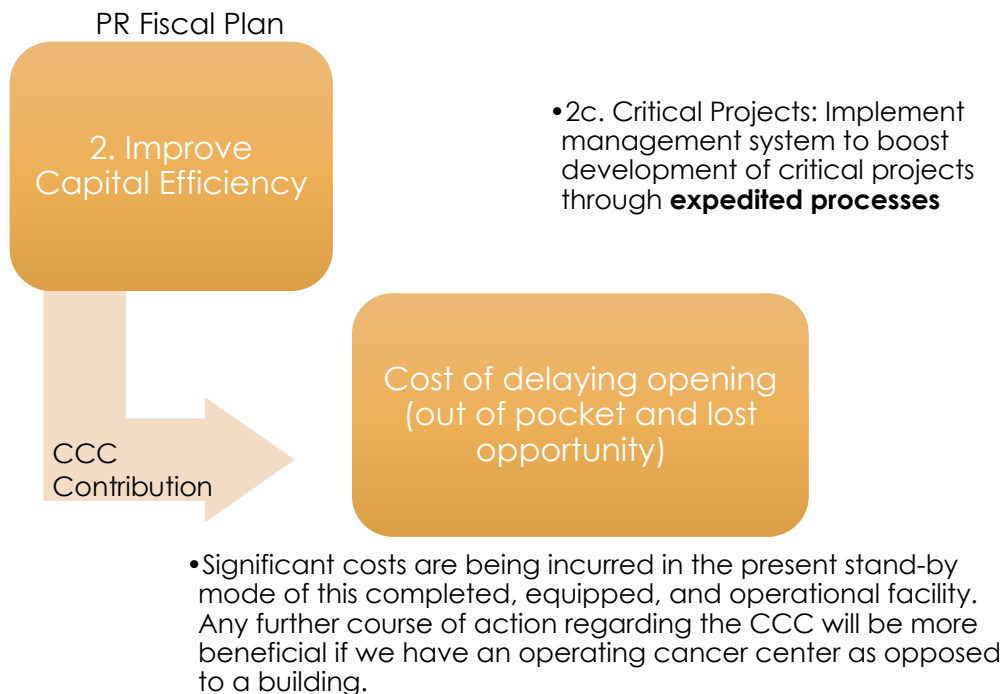 PR Fiscal Plan
2. Improve
Capital Efficiency
•2c. Critical Projects: Implement
management system to boost
development of critical projects
through expedited processes
CCC
Contribution
Cost of delaying opening
(out of pocket and lost
opportunity)
•Significant costs are being incurred in the present stand-by
mode of this completed, equipped, and operational facility.
Any further course of action regarding the CCC will be more
beneficial if we have an operating cancer center as opposed
to a building.